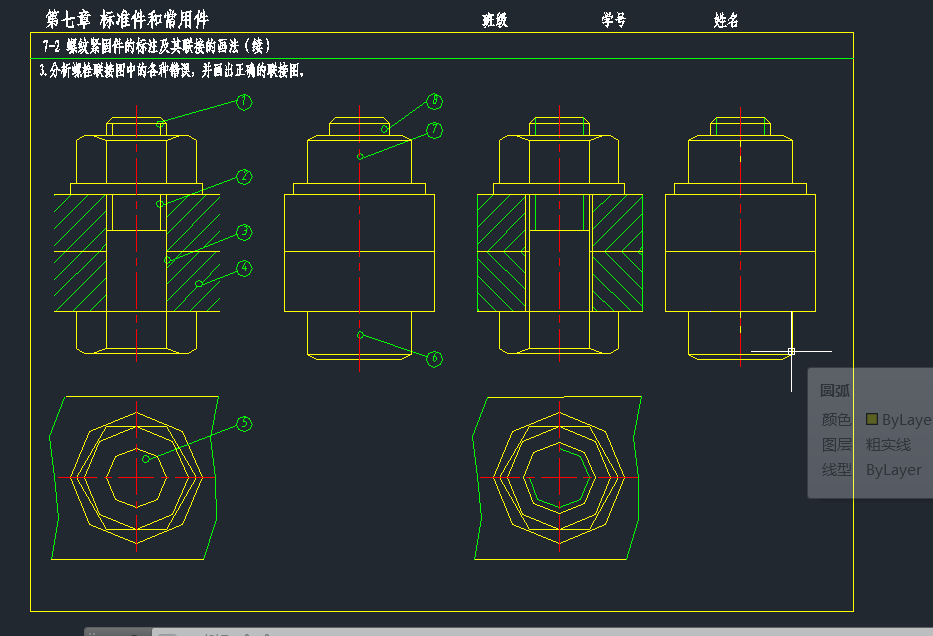 第七章 标准件和常用件 班级 学号 姓名
7-2 螺纹紧固件的标注及其联接的画法（续）
3.分析螺栓联接图中的各种错误，并画出正确的联接图。
1
8
7
2
3
4
6
5
圆弧
颜色 ByLaye
图层 粗实线
线型 ByLayer